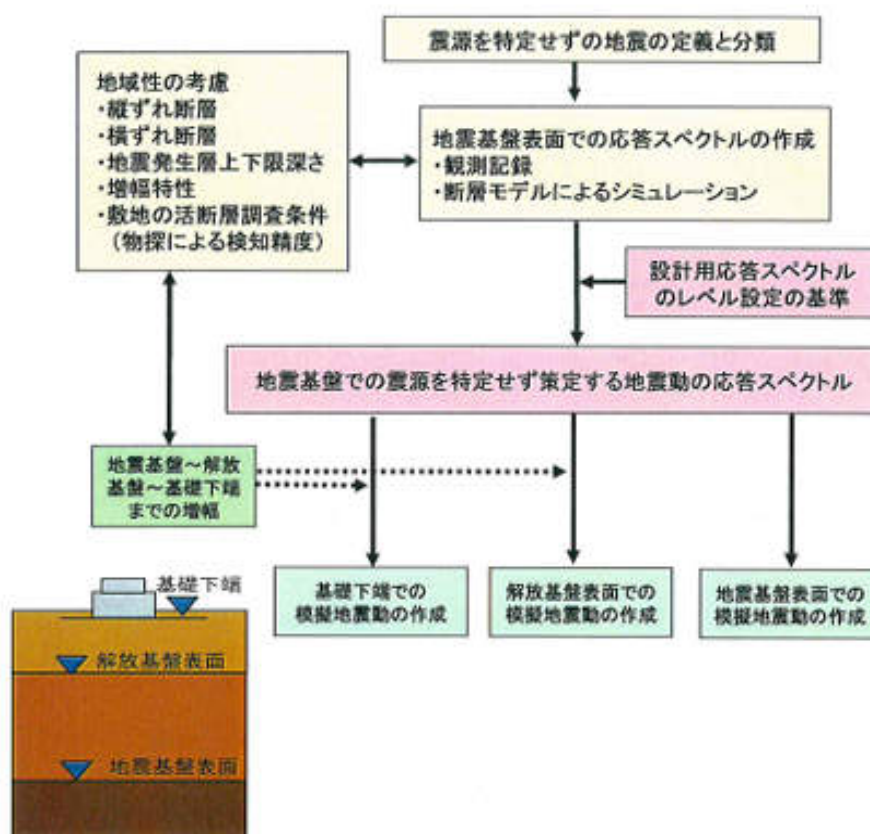 震源を特定せずの地震の定義と分類
地域性の考慮
・縦ずれ断層
・横ずれ断層
・地震発生層上下限深さ
・増幅特性
・敷地の活断層調査条件
（物探による検知精度）
地震基盤表面での応答スペクトルの作成
・観測記録
・断層モデルによるシミュレーション
設計用応答スペクトル
のレベル設定の基準
地震基盤での震源を特定せず策定する地震動の応答スペクトル
地震基盤～解放
基盤～基礎下端
までの増幅
基礎下端での
模擬地震動の作成
解放基盤表面での
模擬地震動の作成
地震基盤表面での
模擬地震動の作成
基礎下端
解放基盤表面
地震基盤表面